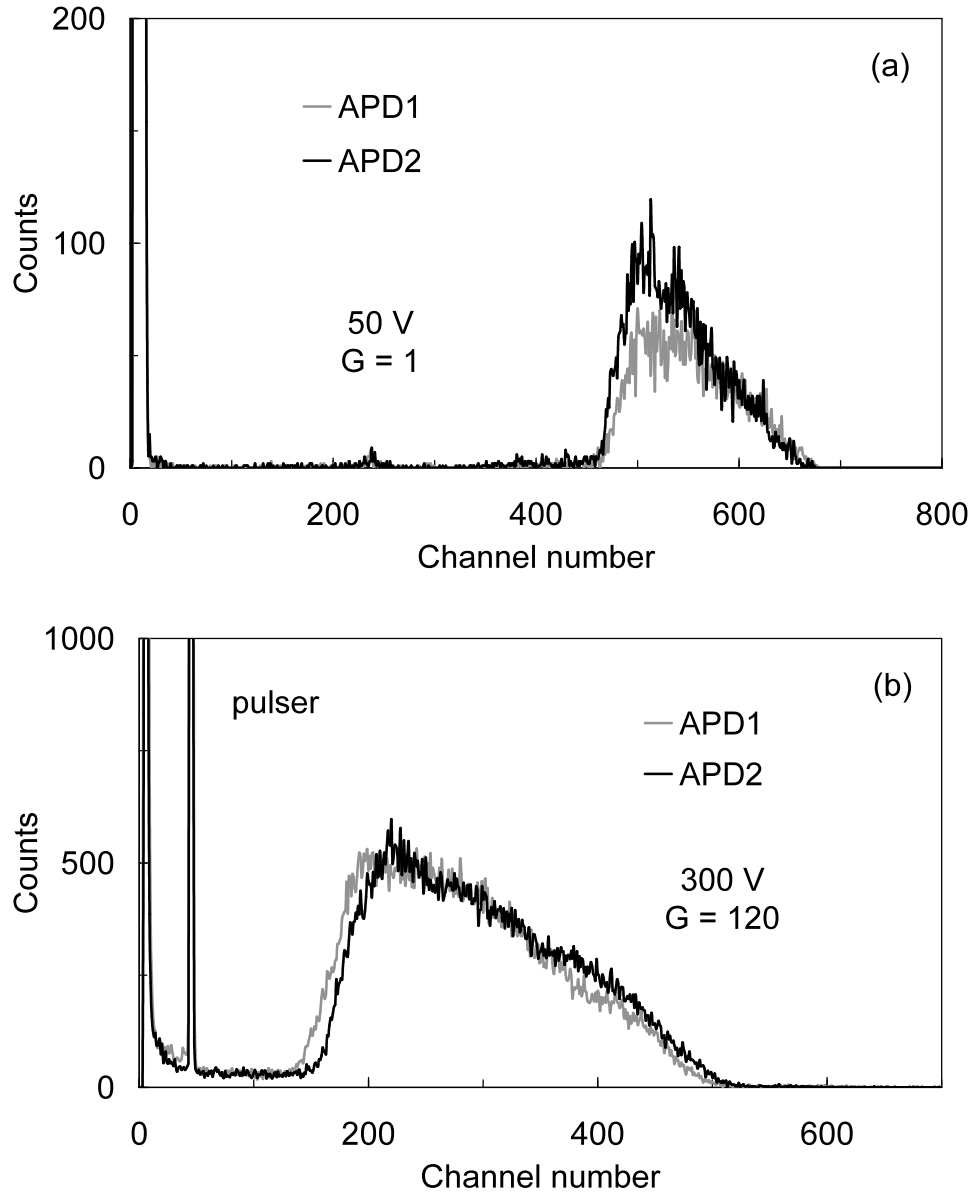 200
(a)
APD1
APD2
Counts
100
50 V
G = 1
0
0 200 400 600 800
Channel number
1000
pulser
(b)
APD1
APD2
Counts
500
300 V
G = 120
0
0 200 400 600
Channel number